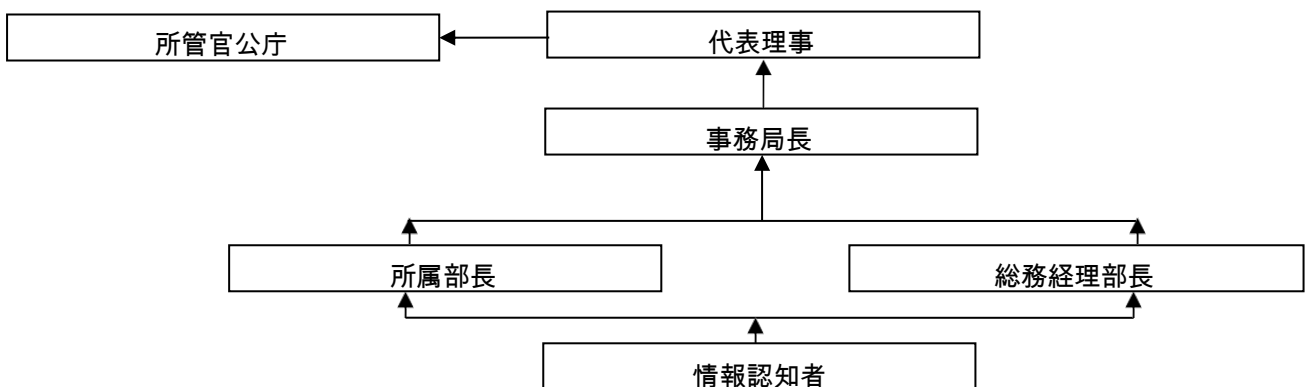 所管官公庁
代表理事
事務局長
所属部長
総務経理部長
情報認知者